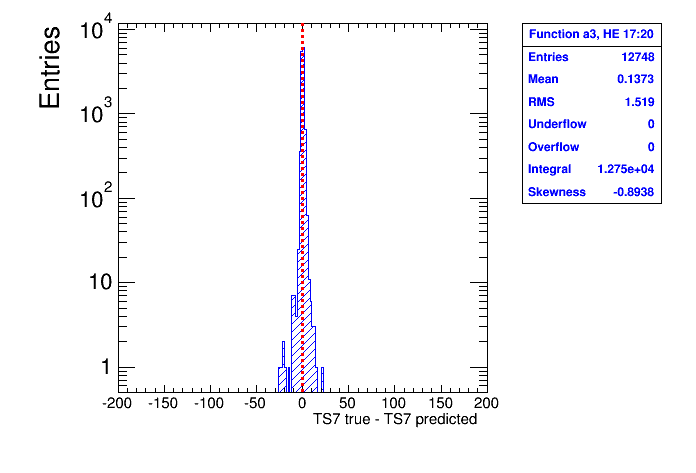 Entries
10^4
10^3
10^2
10
1
-200 -150 -100 -50 0 50 100 150 200
TS7 true - TS7 predicted
Function a3, HE 17:20
Entries 12748
Mean 0.1373
RMS 1.519
Underflow 0
Overflow 0
Integral 1.275e+04
Skewness -0.8938